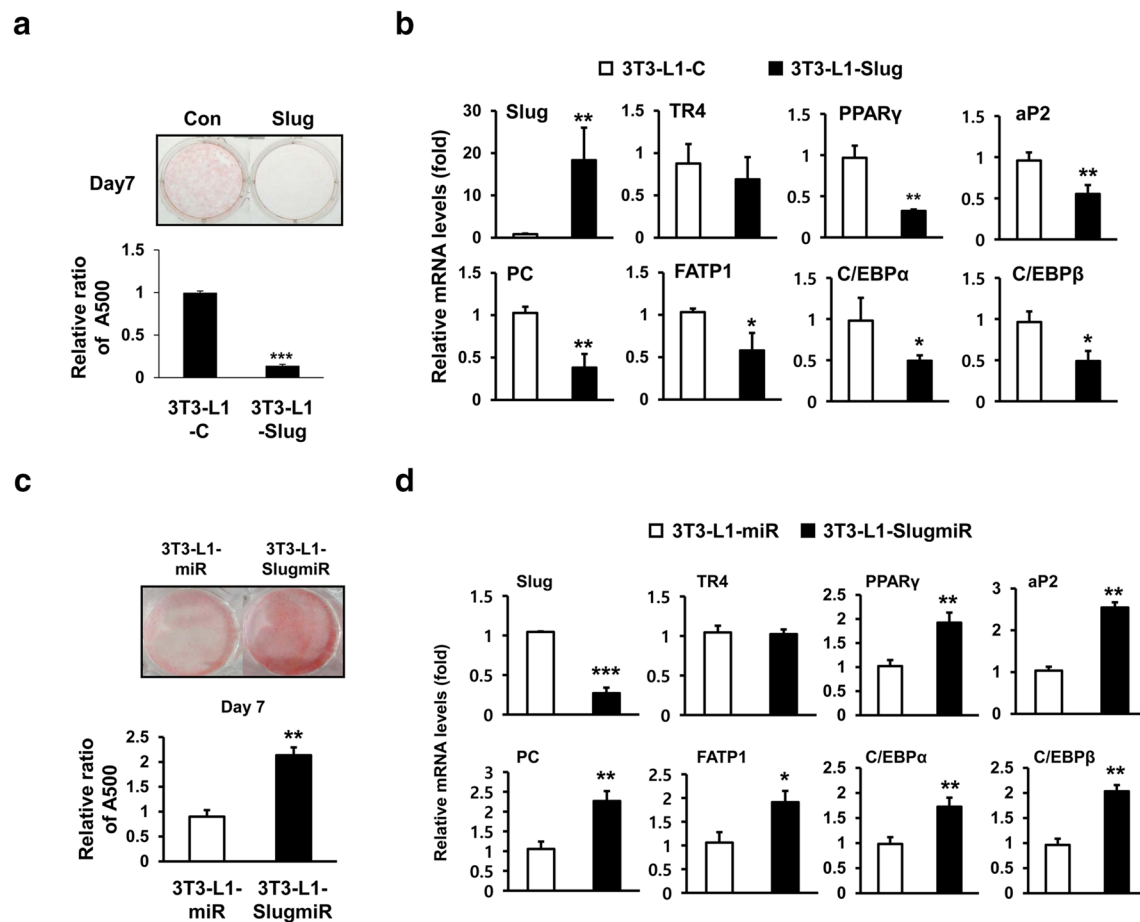 a
Con Slug
Day7
Relative ratio
of A500
1.5
1
0.5
0
***
3T3-L1
-C
3T3-L1
-Slug
b
3T3-L1-C 3T3-L1-Slug
Relative mRNA levels (fold)
Slug
30
20
10
0
**
TR4
1.5
1
0.5
0
PPARγ
1.5
1
0.5
0
**
aP2
1.5
1
0.5
0
**
PC
1.5
1
0.5
0
**
FATP1
1.5
1
0.5
0
*
C/EBPα
1.5
1
0.5
0
*
C/EBPβ
1.5
1
0.5
0
*
c
3T3-L1-
miR
3T3-L1-
SlugmiR
Day 7
Relative ratio
of A500
2.5
2
1.5
1
0.5
0
**
3T3-L1-
miR
3T3-L1-
SlugmiR
d
3T3-L1-miR 3T3-L1-SlugmiR
Relative mRNA levels (fold)
Slug
1.5
1
0.5
0
***
TR4
1.5
1
0.5
0
PPARγ
2.5
2
1.5
1
0.5
0
**
aP2
3
2
1
0
**
PC
3
2.5
2
1.5
1
0.5
0
**
FATP1
2.5
2
1.5
1
0.5
0
*
C/EBPα
2.5
2
1.5
1
0.5
0
**
C/EBPβ
2.5
2
1.5
1
0.5
0
**